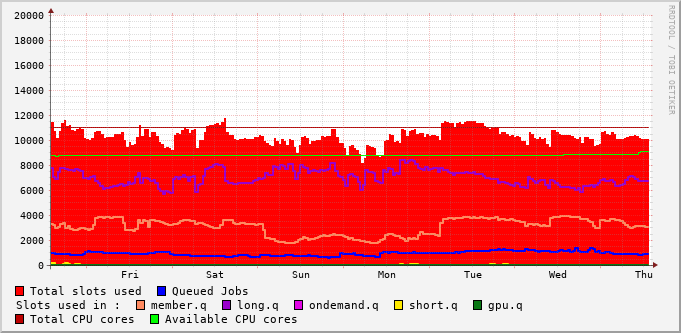 20000
18000
16000
14000
12000
10000
8000
6000
4000
2000
0
Fri Sat Sun Mon Tue Wed Thu
RRDTOOL / TOBI OETIKER
Total slots used Queued Jobs
Slots used in : member.q long.q ondemand.q short.q gpu.q
Total CPU cores Available CPU cores